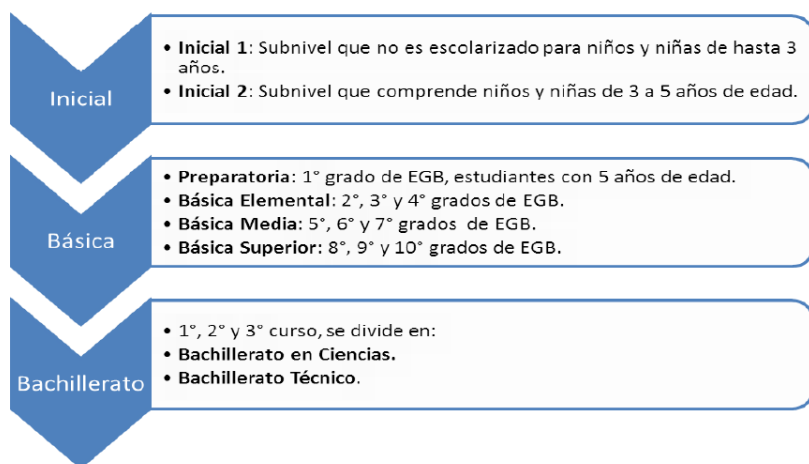 Inicial
• Inicial 1: Subnivel que no es escolarizado para niños y niñas de hasta 3
años.
• Inicial 2: Subnivel que comprende niños y niñas de 3 a 5 años de edad.
Básica
• Preparatoria: 1° grado de EGB, estudiantes con 5 años de edad.
• Básica Elemental: 2°, 3° y 4° grados de EGB.
• Básica Media: 5°, 6° y 7° grados de EGB.
• Básica Superior: 8°, 9° y 10° grados de EGB.
Bachillerato
• 1°, 2° y 3° curso, se divide en:
• Bachillerato en Ciencias.
• Bachillerato Técnico.